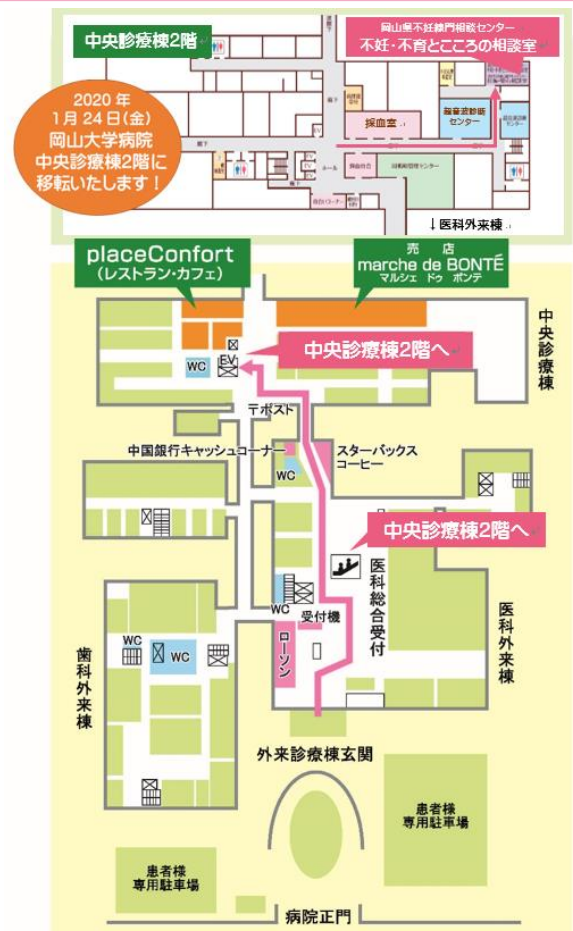 中央診療棟2階
岡山県不妊専門相談センター
不妊・不育とこころの相談室
2020年
1月24日(金)
岡山大学病院
中央診療棟2階に
移転いたします!
採血室
超音波診断
センター
廊下
ホール
EV
↓医科外来棟
placeConfort
(レストラン・カフェ)
売店
marche de BONTÉ
マルシェ ドゥ ボンテ
中央診療棟
中央診療棟2階へ
WC
EV
〒ポスト
中国銀行キャッシュコーナー
スターバックス
コーヒー
WC
中央診療棟2階へ
医科総合受付
医科外来棟
WC
受付機
ローソン
歯科外来棟
WC
WC
外来診療棟玄関
患者様
専用駐車場
患者様
専用駐車場
病院正門